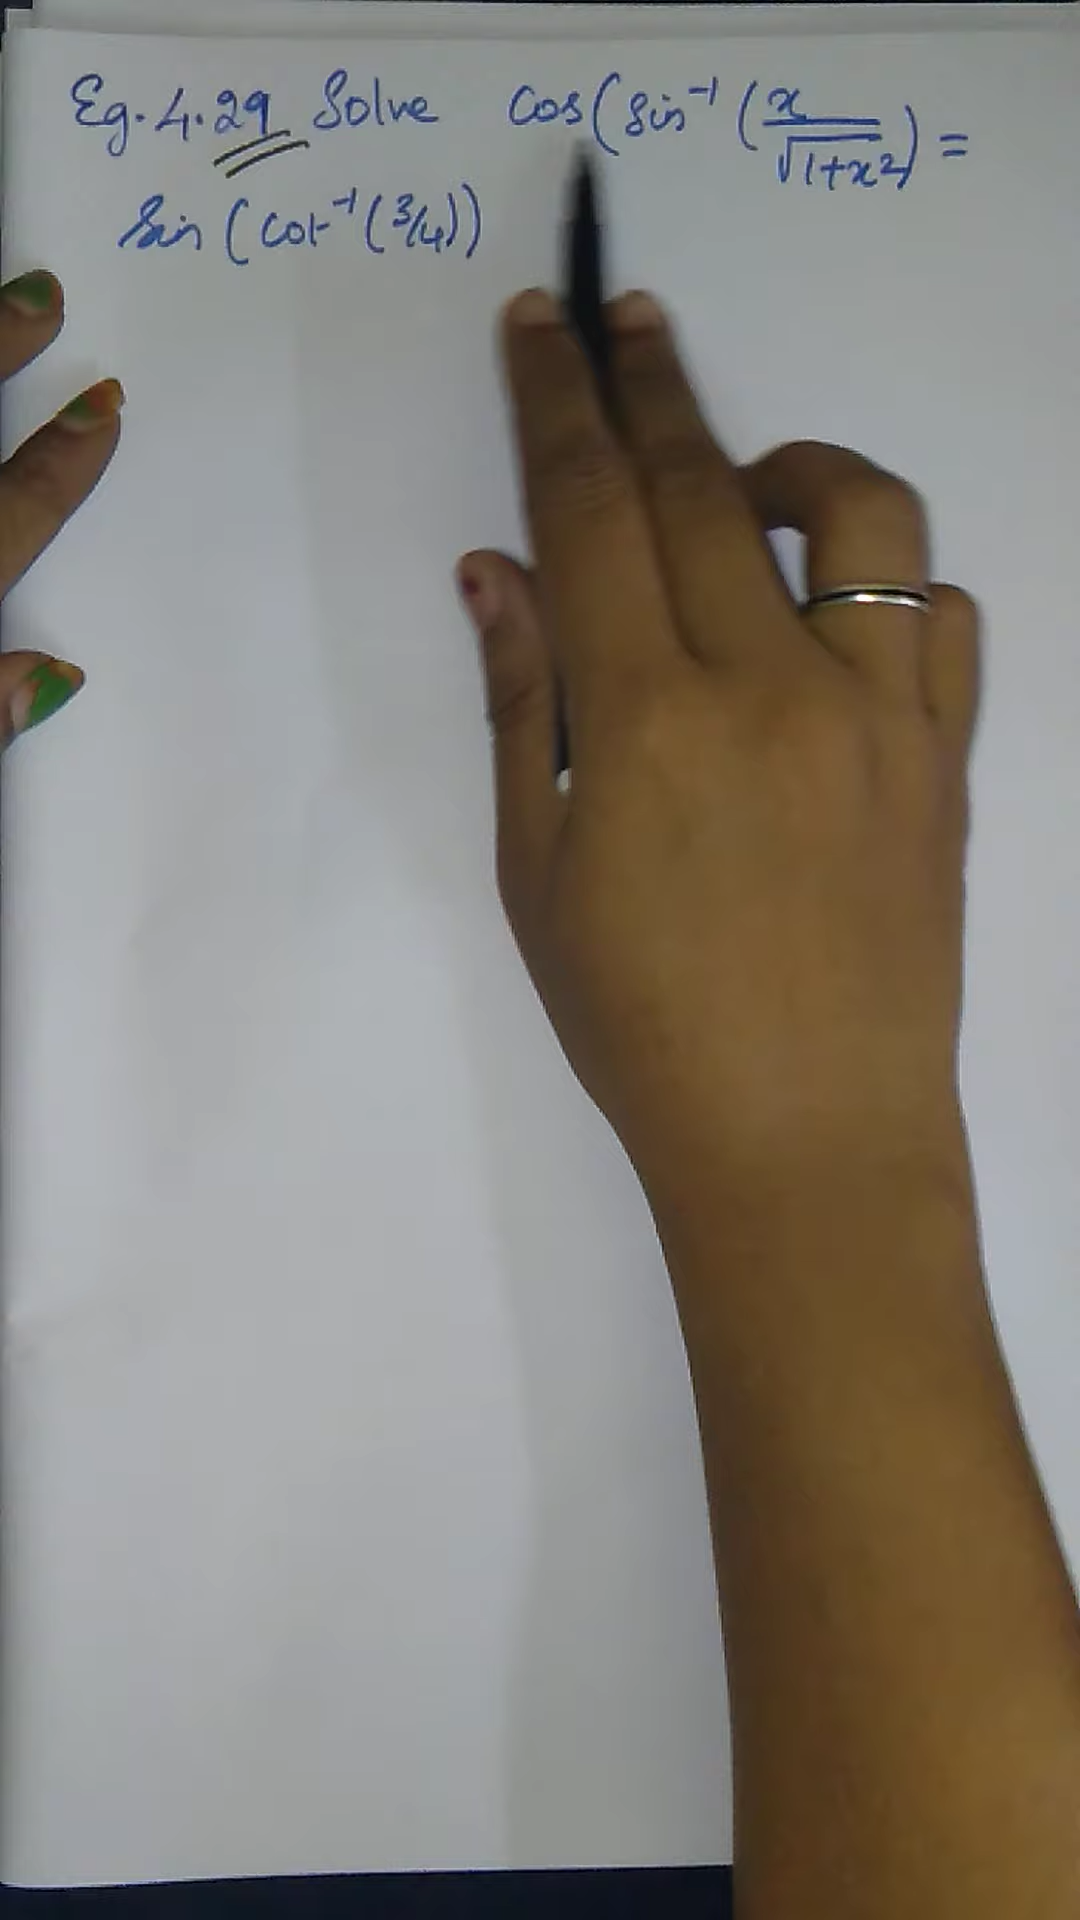 Eg. 4.29 Solve cos(sin⁻¹(x/√1+x²) =
sin(cot⁻¹(3/4))